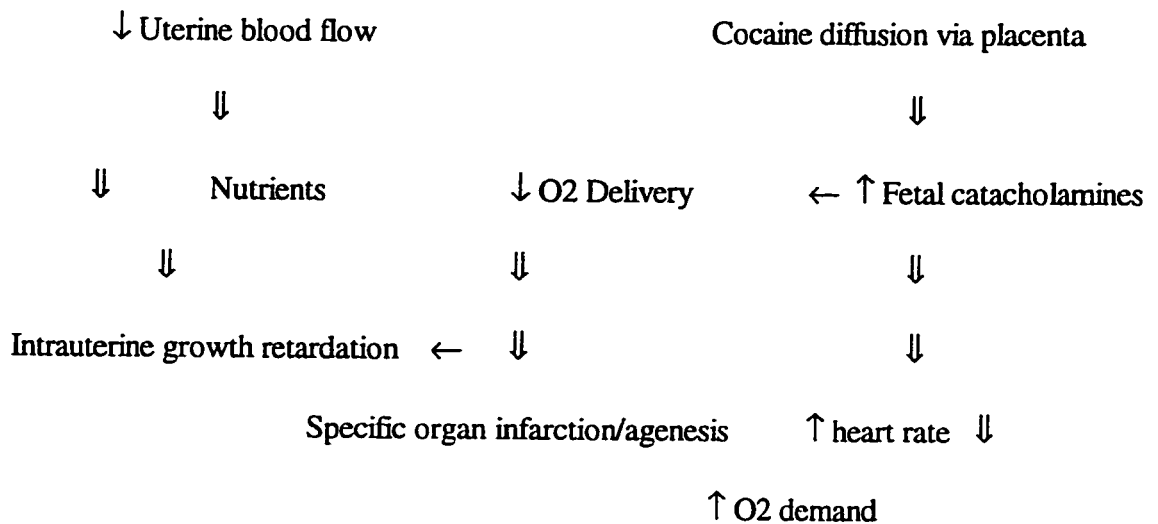 ↓ Uterine blood flow Cocaine diffusion via placenta
⇓ ⇓
⇓ Nutrients ↓ O2 Delivery ← ↑ Fetal catacholamines
⇓ ⇓ ⇓
Intrauterine growth retardation ← ⇓ ⇓
Specific organ infarction/agenesis ↑ heart rate ⇓
↑ O2 demand